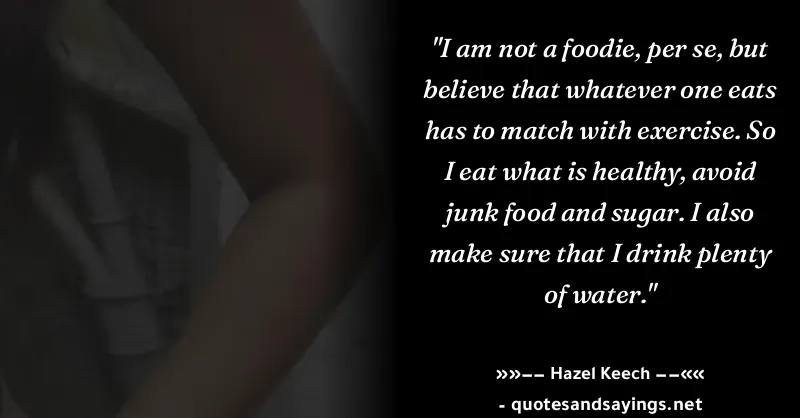 "I am not a foodie, per se, but
believe that whatever one eats
has to match with exercise. So
I eat what is healthy, avoid
junk food and sugar. I also
make sure that I drink plenty
of water."
»»−− Hazel Keech −−««
- quotesandsayings.net